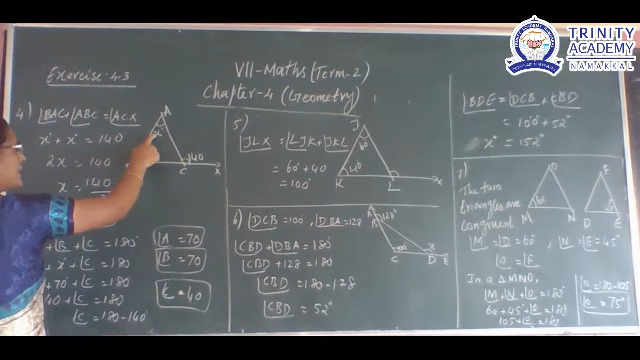 TRINITY
ACADEMY
NAMAKKAL
VII-Maths (Term-2)
Chapter-4 (Geometry)
Exercise-4.3
4) ∠BAC+∠ABC=∠ACX
x°+x°=140
2x=140
x=140
+∠B+∠C=180°
+x°+∠C=180
+70°+∠C=180
40+∠C=180
∠C=180-140°
∠A=70
∠B=70
∠C=40
A
C
x
140
5)
∠JLX=∠LJK+∠JKL
=60+40
=100°
J
60
40
K
L
x
6) ∠DCB=100°, ∠DBA=128
∠CBD+∠DBA=180
∠CBD+128=180
∠CBD=180-128
∠CBD=52°
A
B
128°
x
C
D
E
∠BDE=∠DCB+∠CBD
=100+52°
x°=152°
7)
The two
triangles are
congruent
∠M=∠D=60°, ∠N=∠E=45°
∠O=∠F
In a ΔMNO,
∠M+∠N+∠O=180°
60+45+∠O=180°
105+∠O=180
∠O=180-105
∠O=75°
O
60°
M
N
F
D
E